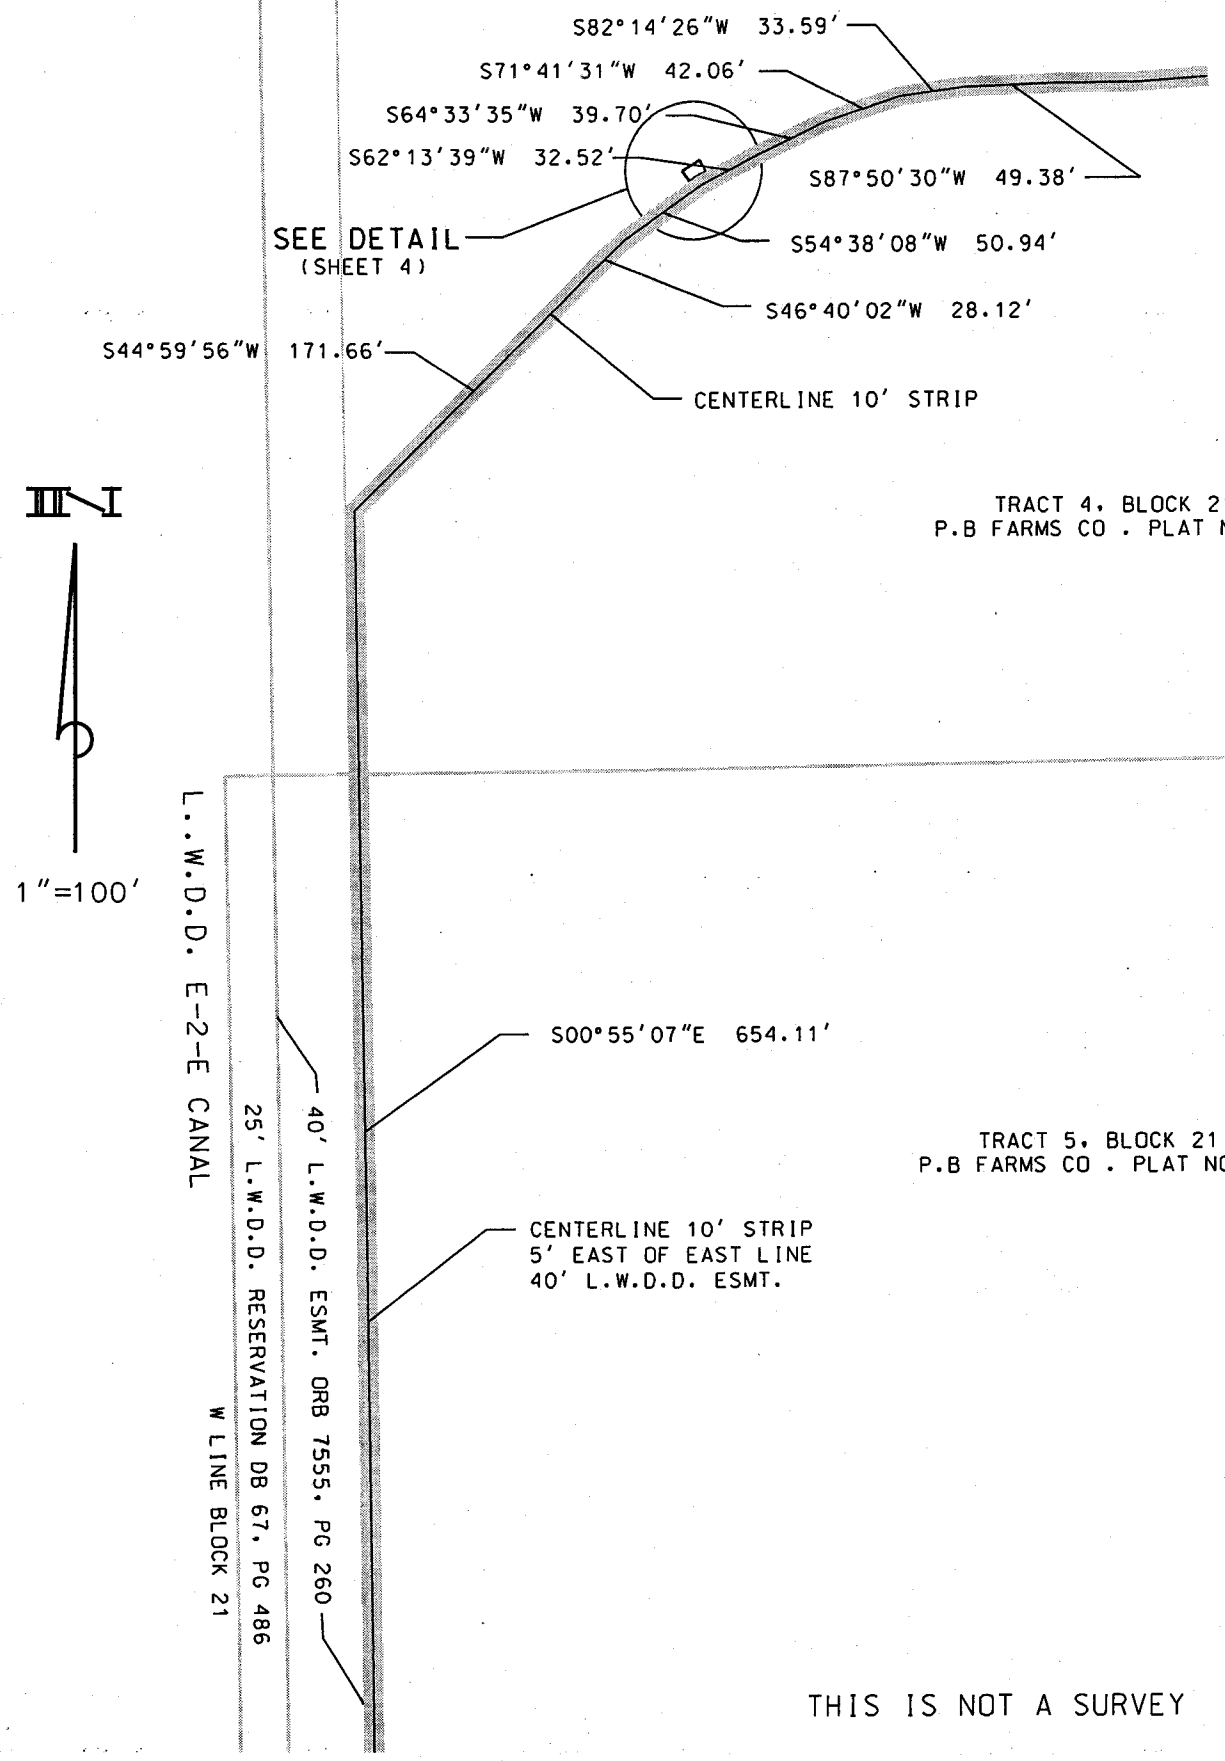 S82°14'26"W 33.59'
S71°41'31"W 42.06'
S64°33'35"W 39.70'
S62°13'39"W 32.52'
S87°50'30"W 49.38'
SEE DETAIL
(SHEET 4)
S54°38'08"W 50.94'
S46°40'02"W 28.12'
S44°59'56"W 171.66'
CENTERLINE 10' STRIP
TRACT 4, BLOCK 2
P.B FARMS CO . PLAT N
1"=100'
L..W.D.D. E-2-E CANAL
S00°55'07"E 654.11'
25' L.W.D.D. RESERVATION DB 67, PG 486
40' L.W.D.D. ESMT. ORB 7555, PG 260
TRACT 5, BLOCK 21
P.B FARMS CO . PLAT NO
CENTERLINE 10' STRIP
5' EAST OF EAST LINE
40' L.W.D.D. ESMT.
W LINE BLOCK 21
THIS IS NOT A SURVEY